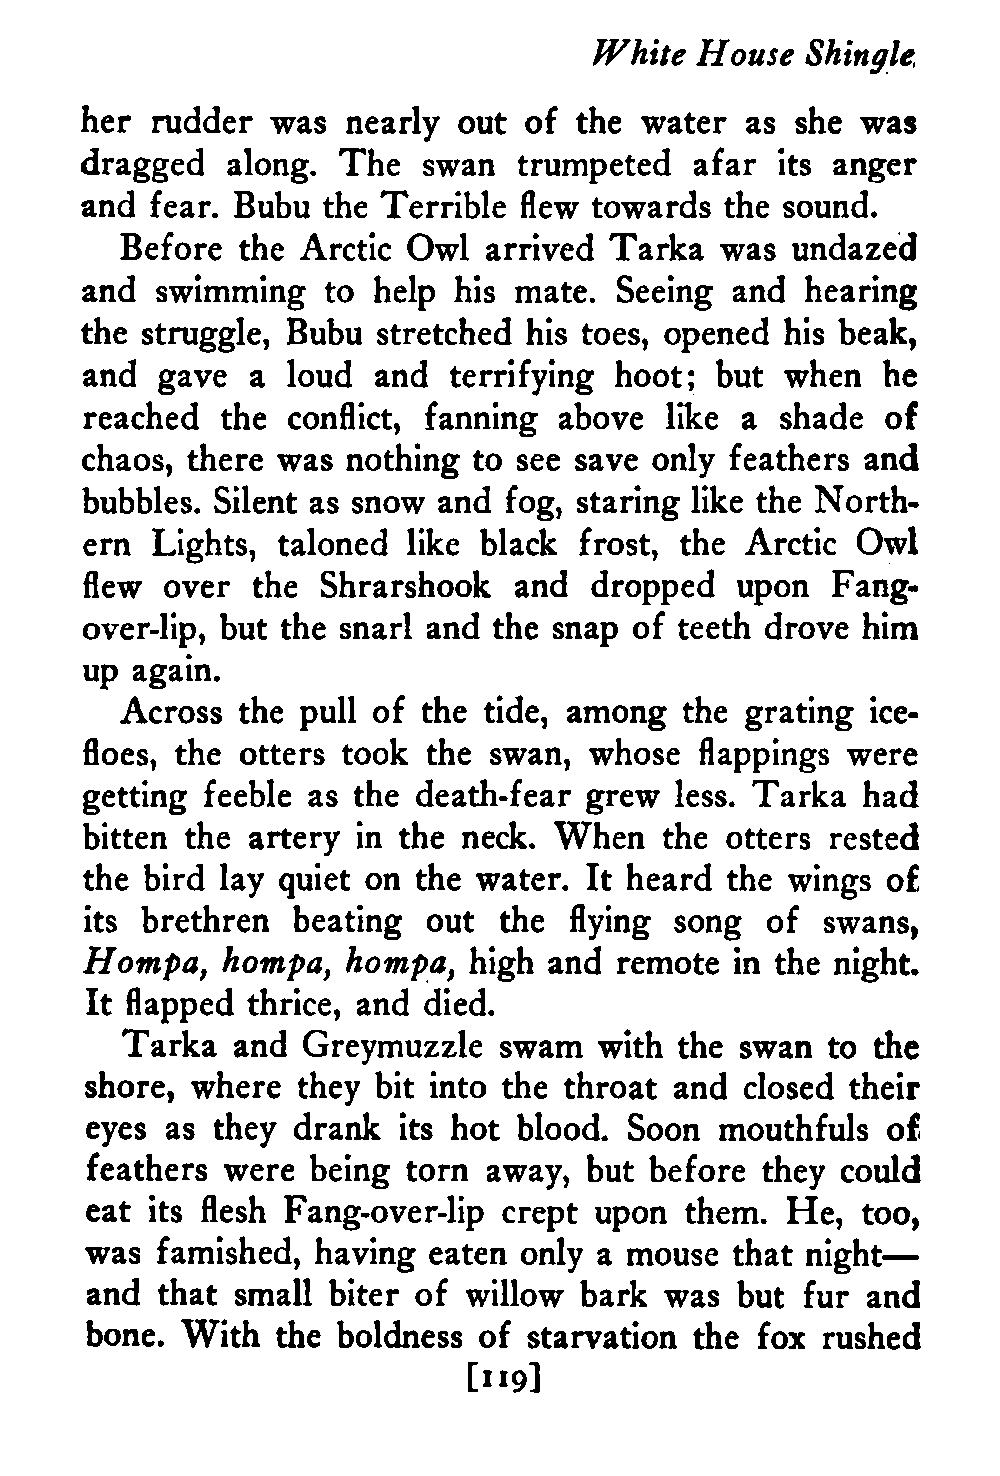 White House Shingle
her rudder was nearly out of the water as she was
dragged along. The swan trumpeted afar its anger
and fear. Bubu the Terrible flew towards the sound.
Before the Arctic Owl arrived Tarka was undazed
and swimming to help his mate. Seeing and hearing
the struggle, Bubu stretched his toes, opened his beak,
and gave a loud and terrifying hoot; but when he
reached the conflict, fanning above like a shade of
chaos, there was nothing to see save only feathers and
bubbles. Silent as snow and fog, staring like the North-
ern Lights, taloned like black frost, the Arctic Owl
flew over the Shrarshook and dropped upon Fang-
over-lip, but the snarl and the snap of teeth drove him
up again.
Across the pull of the tide, among the grating ice-
floes, the otters took the swan, whose flappings were
getting feeble as the death-fear grew less. Tarka had
bitten the artery in the neck. When the otters rested
the bird lay quiet on the water. It heard the wings of
its brethren beating out the flying song of swans,
Hompa, hompa, hompa, high and remote in the night.
It flapped thrice, and died.
Tarka and Greymuzzle swam with the swan to the
shore, where they bit into the throat and closed their
eyes as they drank its hot blood. Soon mouthfuls of
feathers were being torn away, but before they could
eat its flesh Fang-over-lip crept upon them. He, too,
was famished, having eaten only a mouse that night—
and that small biter of willow bark was but fur and
bone. With the boldness of starvation the fox rushed
[119]